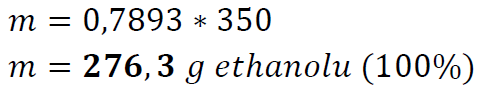 m = 0,7893 * 350
m = 276,3 g ethanolu (100%)